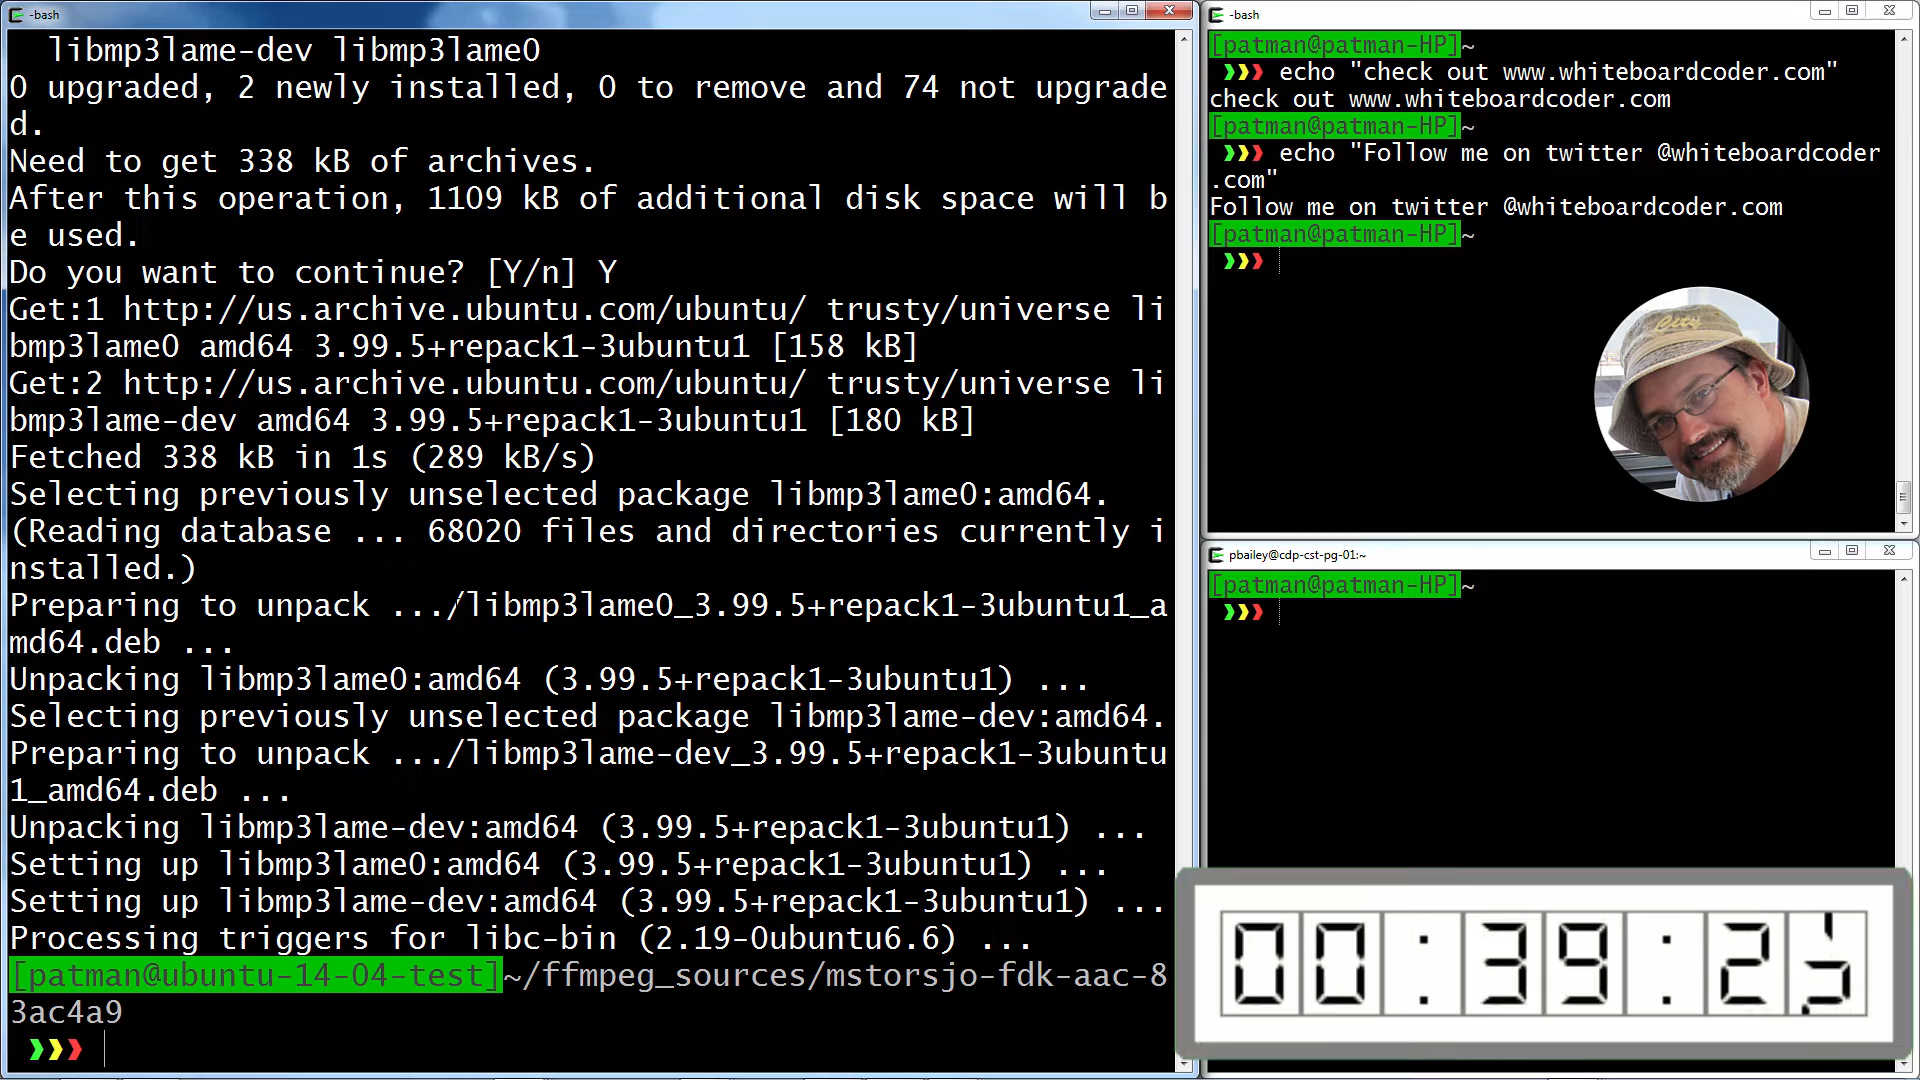 -bash
libmp3lame-dev libmp3lame0
0 upgraded, 2 newly installed, 0 to remove and 74 not upgrade
d.
Need to get 338 kB of archives.
After this operation, 1109 kB of additional disk space will b
e used.
Do you want to continue? [Y/n] Y
Get:1 http://us.archive.ubuntu.com/ubuntu/ trusty/universe li
bmp3lame0 amd64 3.99.5+repack1-3ubuntu1 [158 kB]
Get:2 http://us.archive.ubuntu.com/ubuntu/ trusty/universe li
bmp3lame-dev amd64 3.99.5+repack1-3ubuntu1 [180 kB]
Fetched 338 kB in 1s (289 kB/s)
Selecting previously unselected package libmp3lame0:amd64.
(Reading database ... 68020 files and directories currently i
nstalled.)
Preparing to unpack .../libmp3lame0_3.99.5+repack1-3ubuntu1_a
md64.deb ...
Unpacking libmp3lame0:amd64 (3.99.5+repack1-3ubuntu1) ...
Selecting previously unselected package libmp3lame-dev:amd64.
Preparing to unpack .../libmp3lame-dev_3.99.5+repack1-3ubuntu
1_amd64.deb ...
Unpacking libmp3lame-dev:amd64 (3.99.5+repack1-3ubuntu1) ...
Setting up libmp3lame0:amd64 (3.99.5+repack1-3ubuntu1) ...
Setting up libmp3lame-dev:amd64 (3.99.5+repack1-3ubuntu1) ...
Processing triggers for libc-bin (2.19-0ubuntu6.6) ...
[patman@ubuntu-14-04-test]~/ffmpeg_sources/mstorsjo-fdk-aac-8
3ac4a9
❯❯❯
-bash
[patman@patman-HP]~
❯❯❯ echo "check out www.whiteboardcoder.com"
check out www.whiteboardcoder.com
[patman@patman-HP]~
❯❯❯ echo "Follow me on twitter @whiteboardcoder
.com"
Follow me on twitter @whiteboardcoder.com
[patman@patman-HP]~
❯❯❯
City
pbailey@cdp-cst-pg-01:~
[patman@patman-HP]~
❯❯❯
00:39:2